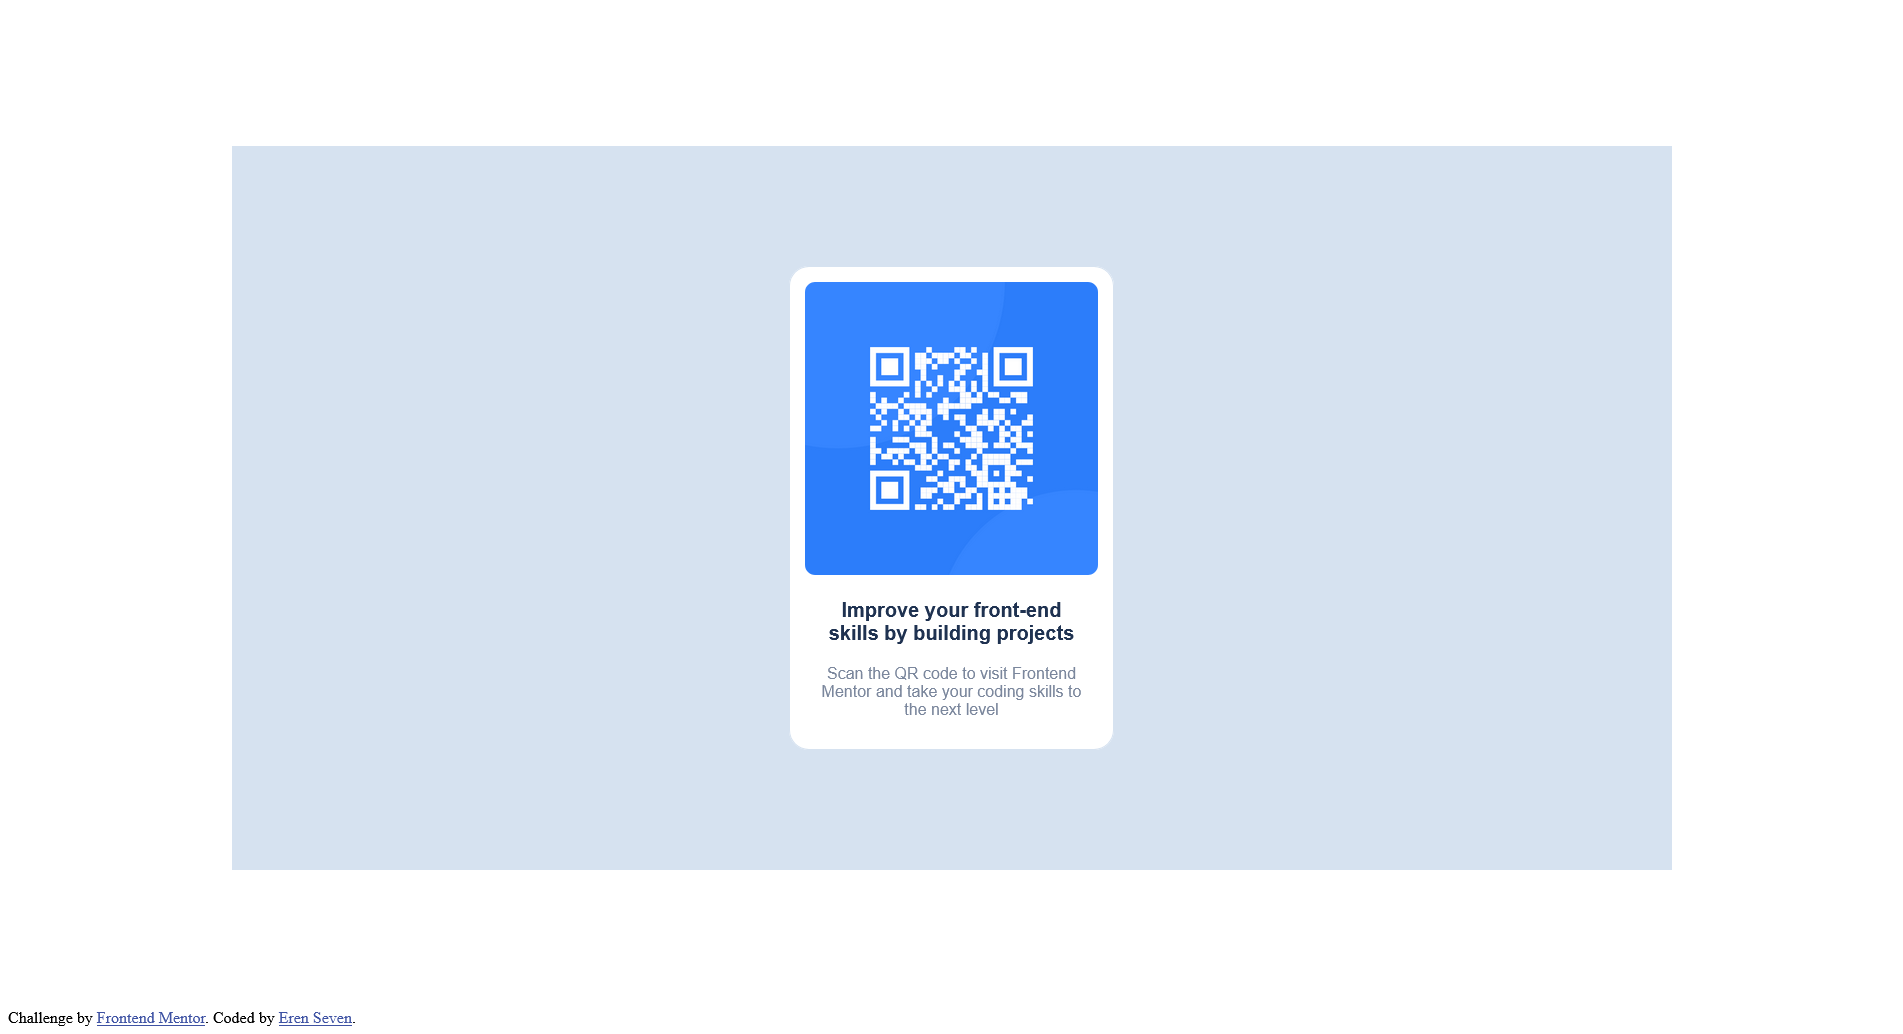 Improve your front-end
skills by building projects
Scan the QR code to visit Frontend
Mentor and take your coding skills to
the next level
Challenge by Frontend Mentor. Coded by Eren Seven.